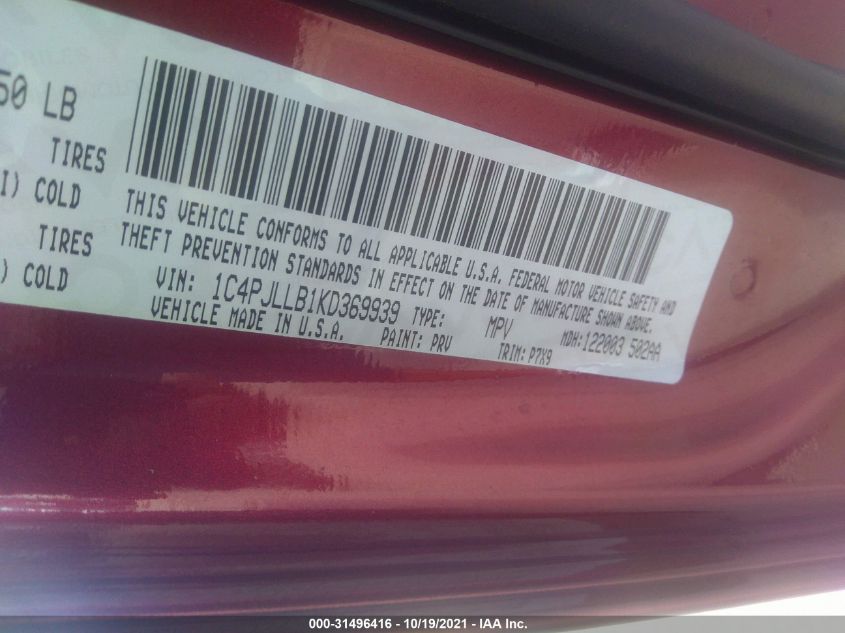 50 LB
TIRES
I) COLD
TIRES
) COLD
THIS VEHICLE CONFORMS TO ALL APPLICABLE U.S.A. FEDERAL MOTOR VEHICLE SAFETY AND
THEFT PREVENTION STANDARDS IN EFFECT ON THE DATE OF MANUFACTURE SHOWN ABOVE.
VIN: 1C4PJLLB1KD369939 TYPE: MPV MDH:122003 502AA
VEHICLE MADE IN U.S.A. PAINT: PRV TRIM: P7X9
000-31496416 - 10/19/2021 - IAA Inc.